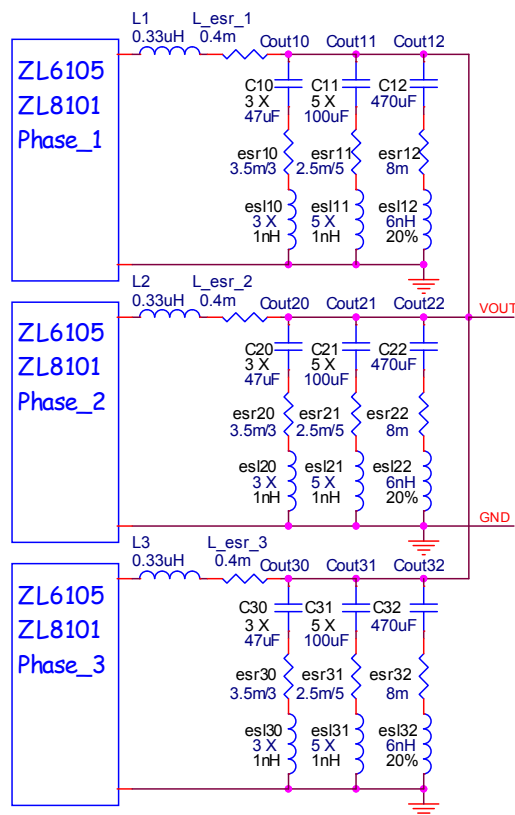 L1 L_esr_1
0.33uH 0.4m Cout10 Cout11 Cout12
ZL6105
ZL8101
Phase_1
C10 C11 C12
3 X 5 X 470uF
47uF 100uF
esr10 esr11 esr12
3.5m/3 2.5m/5 8m
esl10 esl11 esl12
3 X 5 X 6nH
1nH 1nH 20%
L2 L_esr_2
0.33uH 0.4m Cout20 Cout21 Cout22
VOUT
ZL6105
ZL8101
Phase_2
C20 C21 C22
3 X 5 X 470uF
47uF 100uF
esr20 esr21 esr22
3.5m/3 2.5m/5 8m
esl20 esl21 esl22
3 X 5 X 6nH
1nH 1nH 20%
GND
L3 L_esr_3
0.33uH 0.4m Cout30 Cout31 Cout32
ZL6105
ZL8101
Phase_3
C30 C31 C32
3 X 5 X 470uF
47uF 100uF
esr30 esr31 esr32
3.5m/3 2.5m/5 8m
esl30 esl31 esl32
3 X 5 X 6nH
1nH 1nH 20%